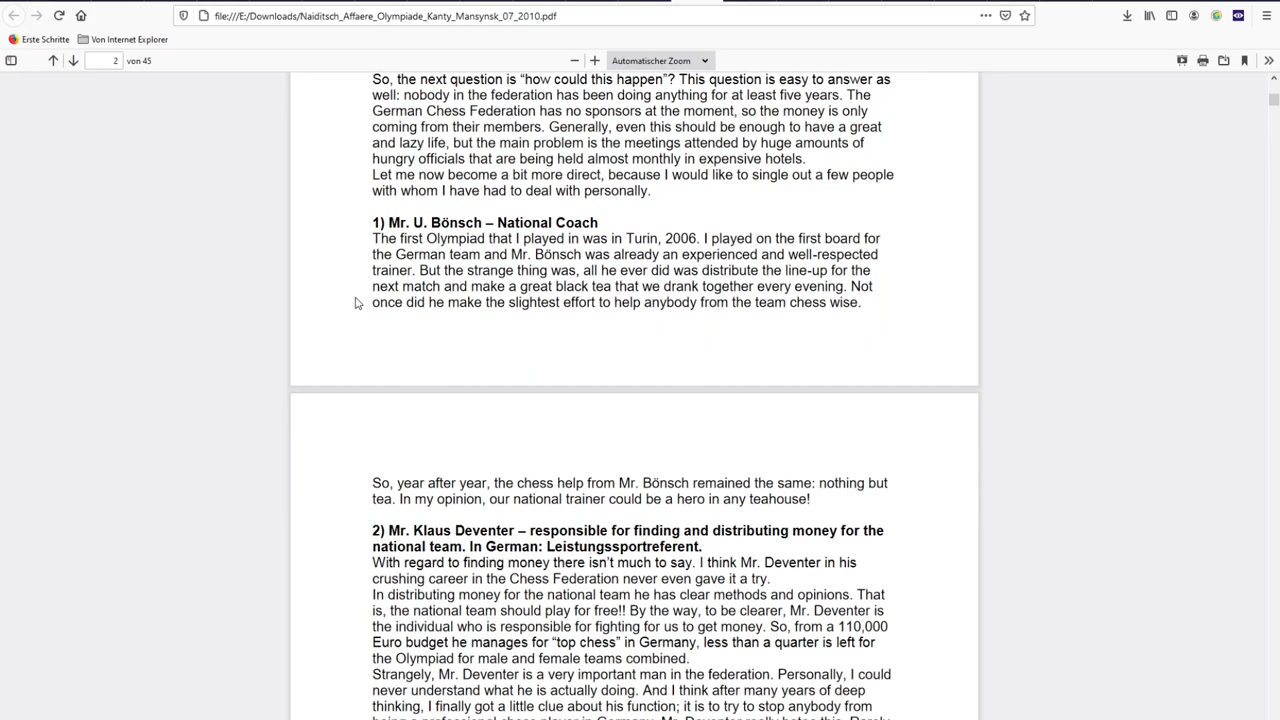 file:///E:/Downloads/Naiditsch_Affaere_Olympiade_Kanty_Mansynsk_07_2010.pdf
Erste Schritte
Von Internet Explorer
2
von 45
Automatischer Zoom
So, the next question is “how could this happen”? This question is easy to answer as
well: nobody in the federation has been doing anything for at least five years. The
German Chess Federation has no sponsors at the moment, so the money is only
coming from their members. Generally, even this should be enough to have a great
and lazy life, but the main problem is the meetings attended by huge amounts of
hungry officials that are being held almost monthly in expensive hotels.
Let me now become a bit more direct, because I would like to single out a few people
with whom I have had to deal with personally.
1) Mr. U. Bönsch – National Coach
The first Olympiad that I played in was in Turin, 2006. I played on the first board for
the German team and Mr. Bönsch was already an experienced and well-respected
trainer. But the strange thing was, all he ever did was distribute the line-up for the
next match and make a great black tea that we drank together every evening. Not
once did he make the slightest effort to help anybody from the team chess wise.
So, year after year, the chess help from Mr. Bönsch remained the same: nothing but
tea. In my opinion, our national trainer could be a hero in any teahouse!
2) Mr. Klaus Deventer – responsible for finding and distributing money for the
national team. In German: Leistungssportreferent.
With regard to finding money there isn’t much to say. I think Mr. Deventer in his
crushing career in the Chess Federation never even gave it a try.
In distributing money for the national team he has clear methods and opinions. That
is, the national team should play for free!! By the way, to be clearer, Mr. Deventer is
the individual who is responsible for fighting for us to get money. So, from a 110,000
Euro budget he manages for “top chess” in Germany, less than a quarter is left for
the Olympiad for male and female teams combined.
Strangely, Mr. Deventer is a very important man in the federation. Personally, I could
never understand what he is actually doing. And I think after many years of deep
thinking, I finally got a little clue about his function; it is to try to stop anybody from
being a professional chess player in Germany. Mr. Deventer really hates this. Rarely